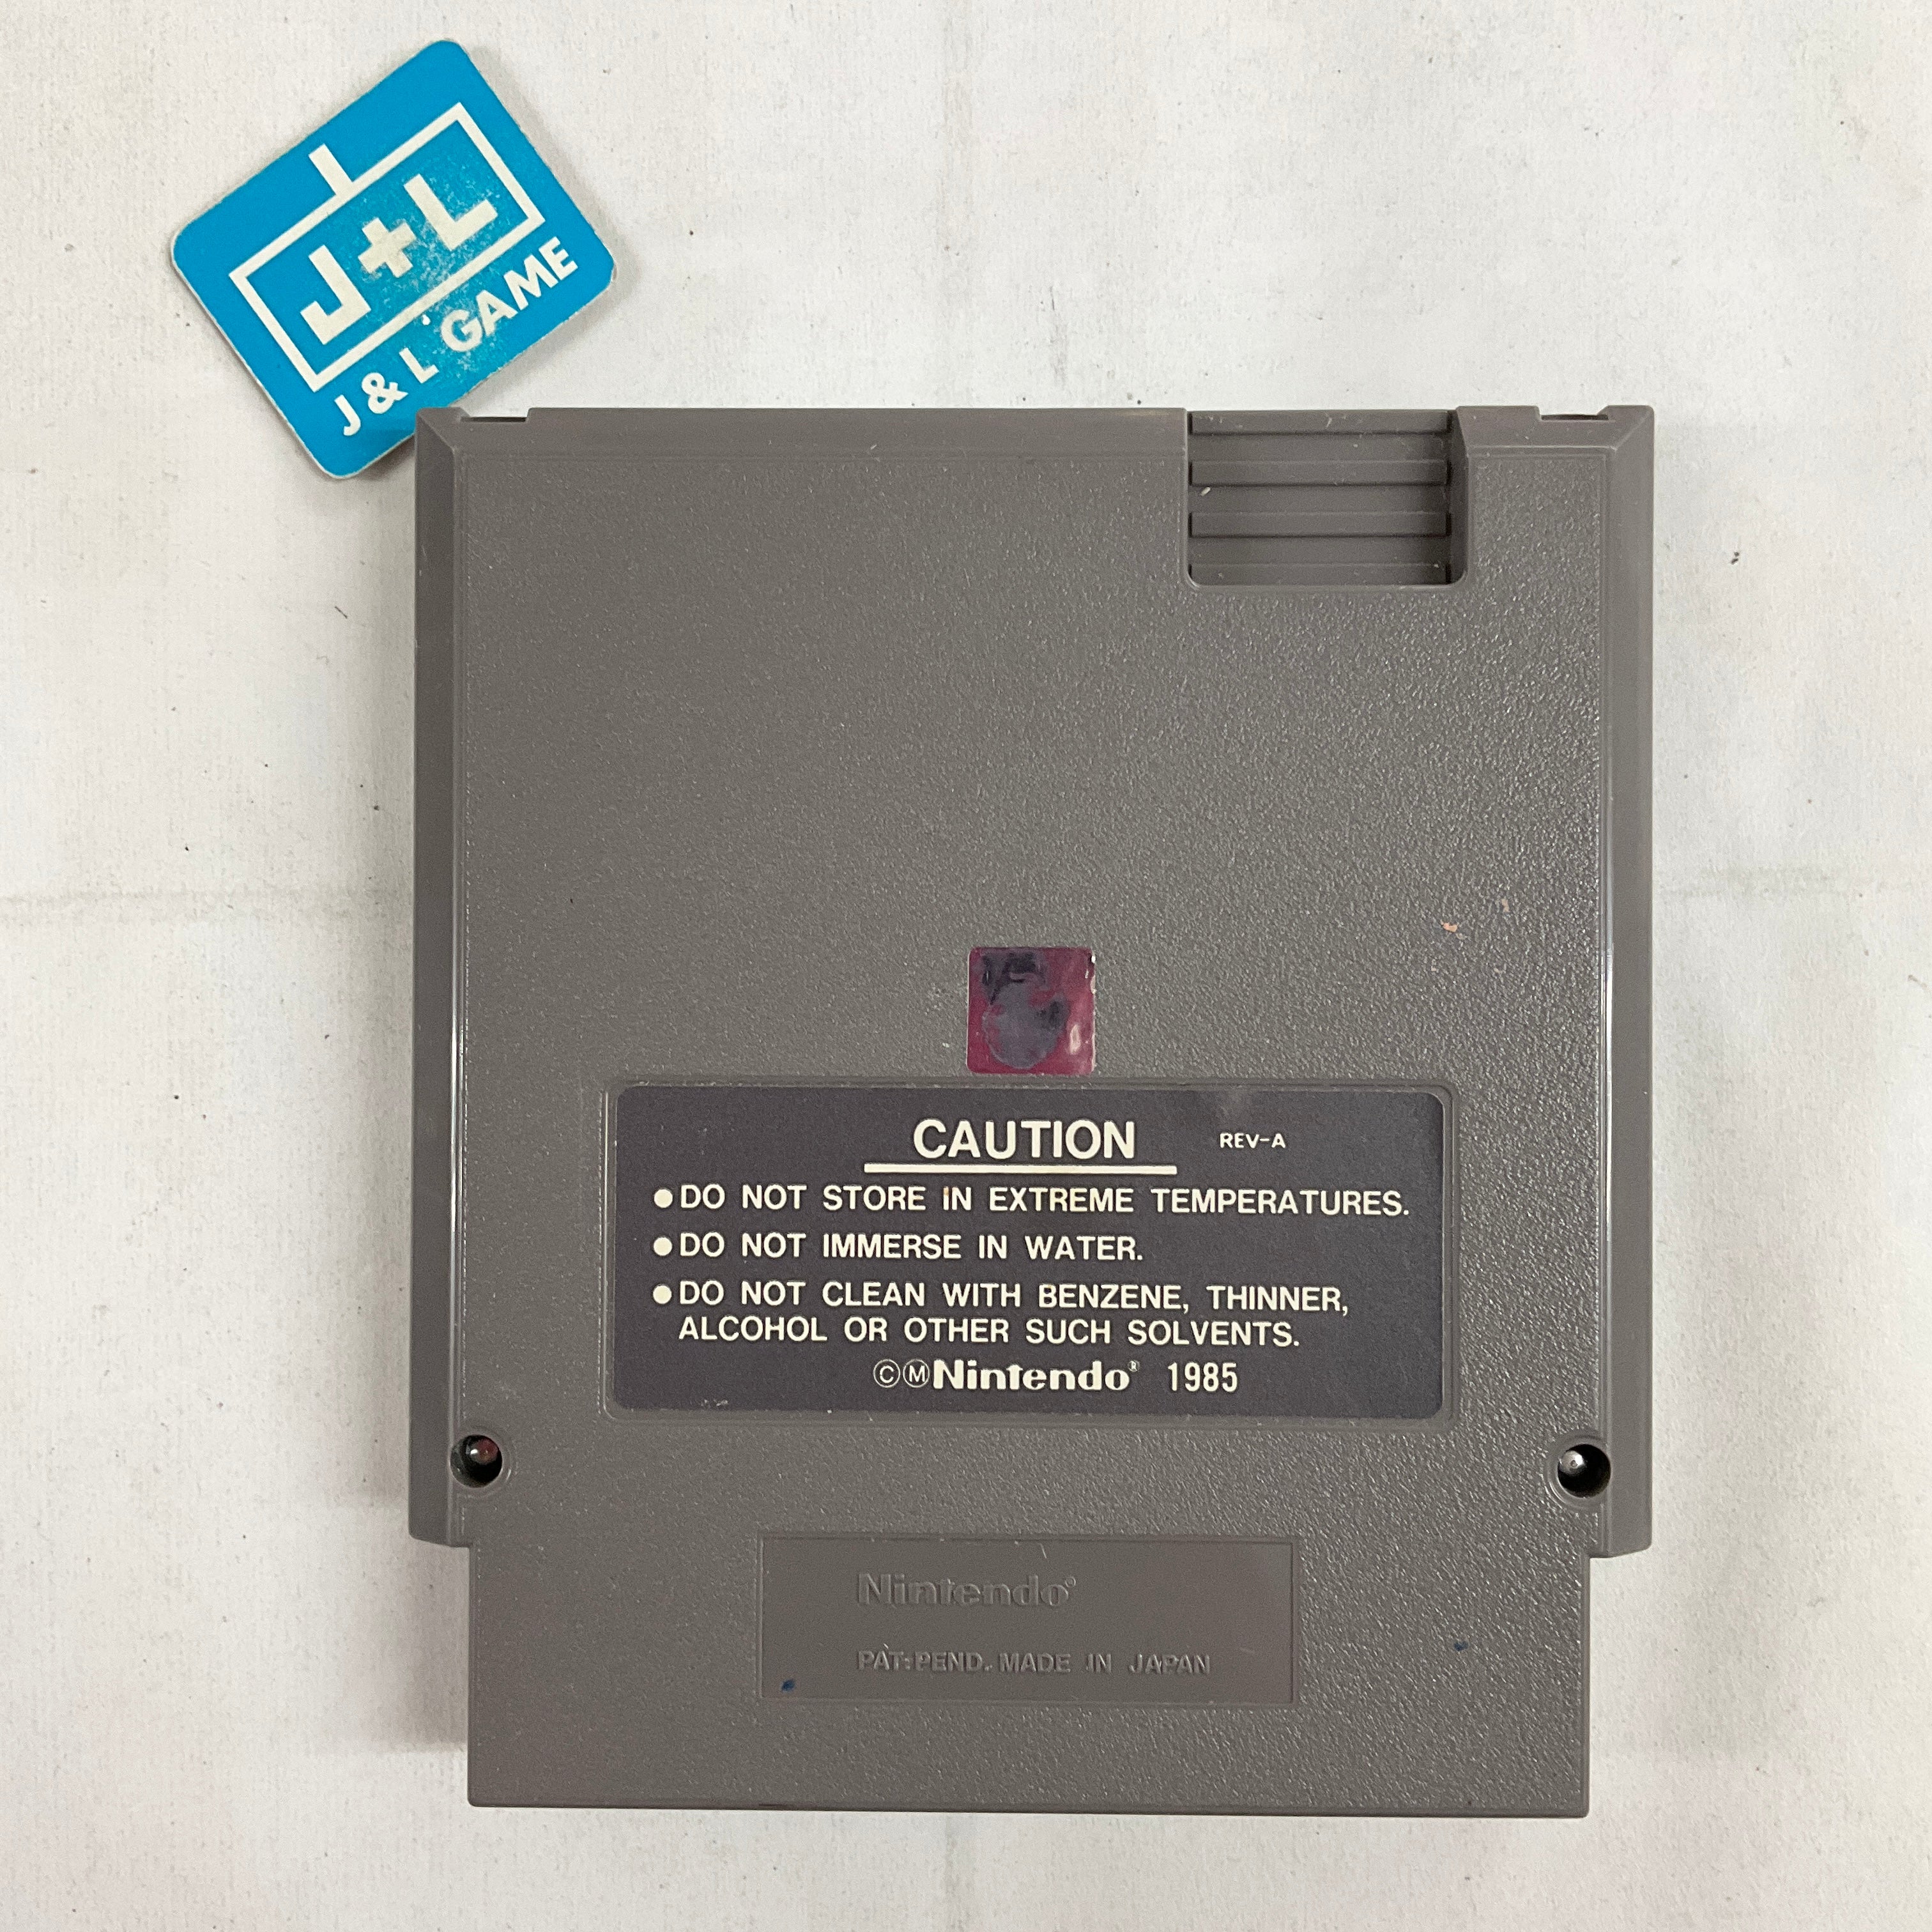 J+L
J & L GAME
CAUTION REV-A
●DO NOT STORE IN EXTREME TEMPERATURES.
●DO NOT IMMERSE IN WATER.
●DO NOT CLEAN WITH BENZENE, THINNER,
ALCOHOL OR OTHER SUCH SOLVENTS.
©ⓂNintendo® 1985
Nintendo®
PAT. PEND. MADE IN JAPAN